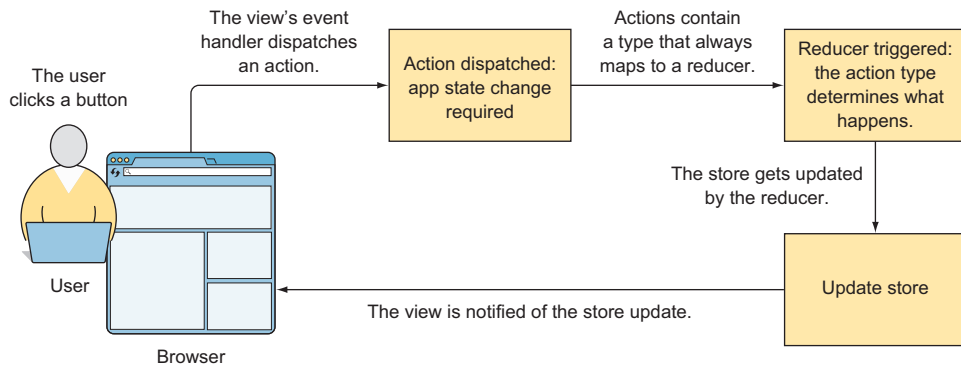 The user
clicks a button
User
Browser
The view's event
handler dispatches
an action.
Action dispatched:
app state change
required
Actions contain
a type that always
maps to a reducer.
Reducer triggered:
the action type
determines what
happens.
The store gets updated
by the reducer.
Update store
The view is notified of the store update.